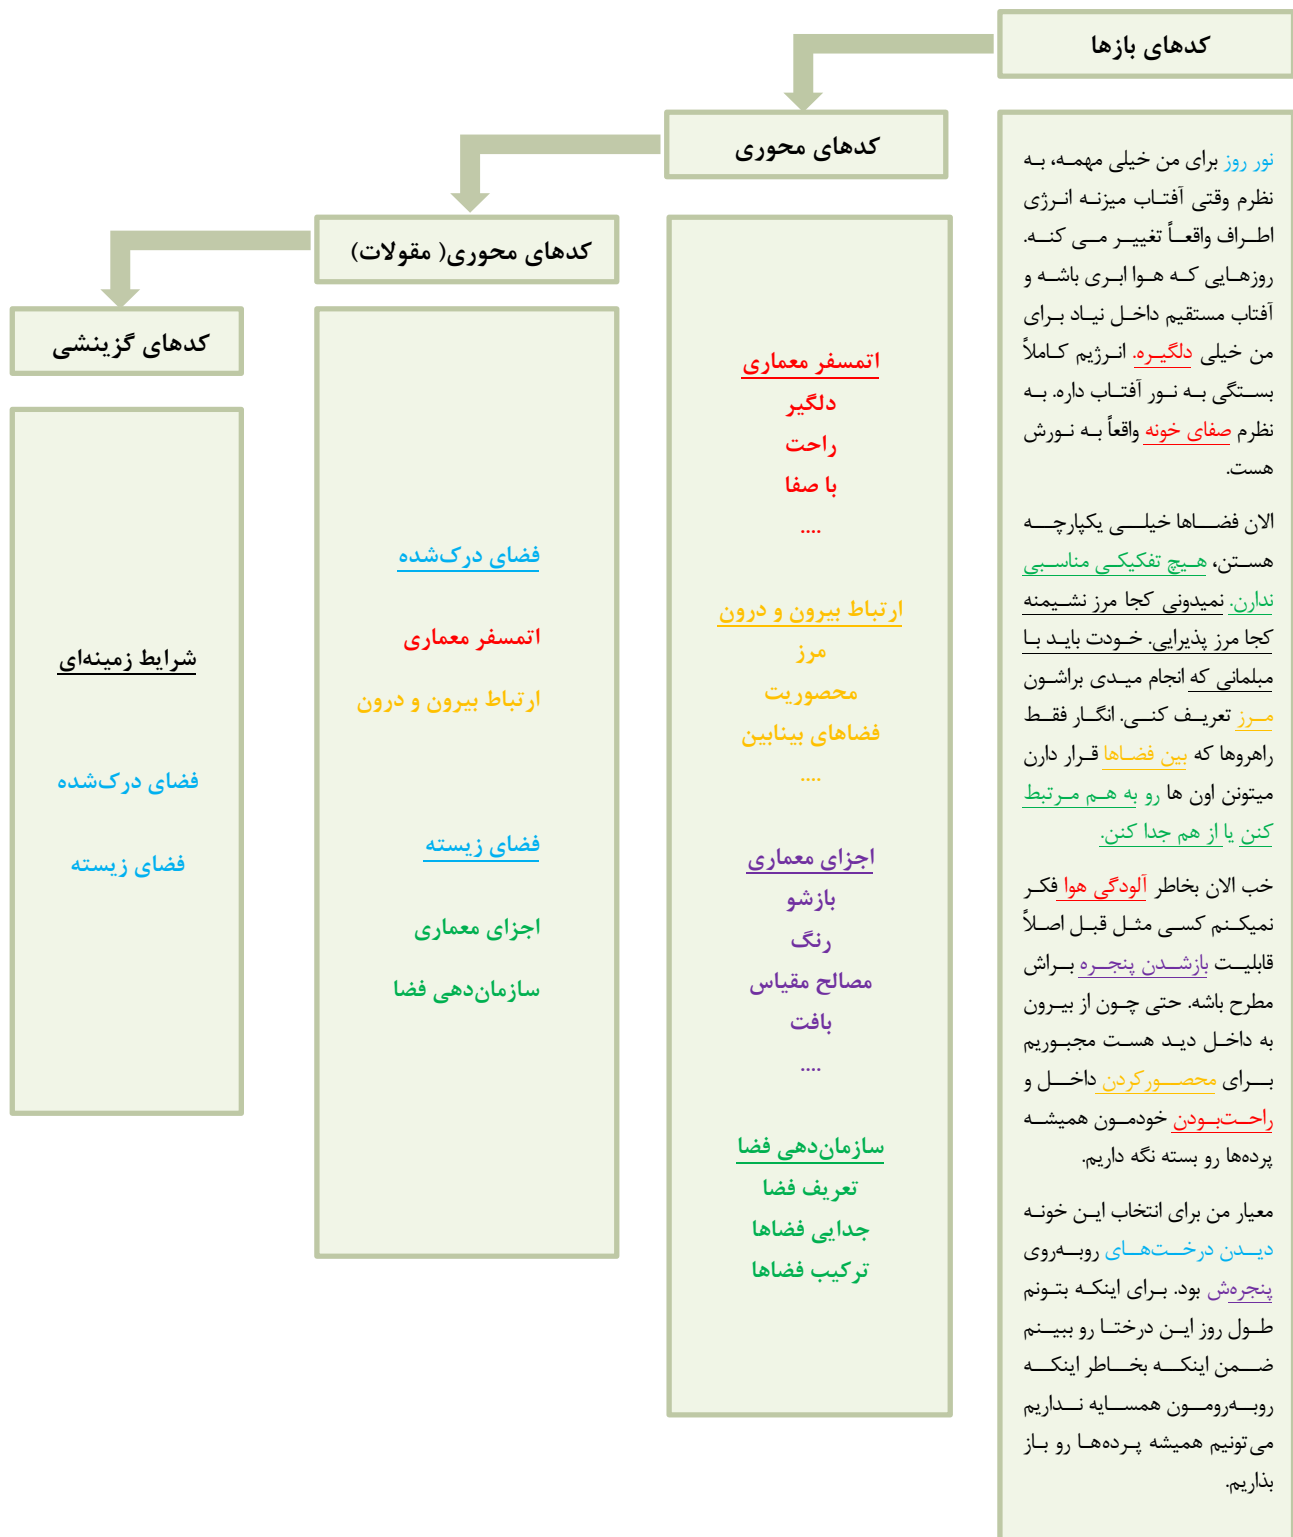 کدهای بازها
نور روز برای من خیلی مهمه، به
نظرم وقتی آفتاب میزنه انرژی
اطراف واقعاً تغییر می کنه.
روزهایی که هوا ابری باشه و
آفتاب مستقیم داخل نیاد برای
من خیلی دلگیره. انرژیم کاملاً
بستگی به نور آفتاب داره. به
نظرم صفای خونه واقعاً به نورش
هست.
الان فضاها خیلی یکپارچه
هستن، هیچ تفکیکی مناسبی
ندارن. نمیدونی کجا مرز نشیمنه
کجا مرز پذیرایی. خودت باید با
مبلمانی که انجام میدی براشون
مرز تعریف کنی. انگار فقط
راهروها که بین فضاها قرار دارن
میتونن اون ها رو به هم مرتبط
کنن یا از هم جدا کنن.
خب الان بخاطر آلودگی هوا فکر
نمیکنم کسی مثل قبل اصلاً
قابلیت بازشدن پنجره براش
مطرح باشه. حتی چون از بیرون
به داخل دید هست مجبوریم
برای محصورکردن داخل و
راحت‌بودن خودمون همیشه
پرده‌ها رو بسته نگه داریم.
معیار من برای انتخاب این خونه
دیدن درخت‌های روبه‌روی
پنجره‌ش بود. برای اینکه بتونم
طول روز این درختا رو ببینم
ضمن اینکه بخاطر اینکه
روبه‌رومون همسایه نداریم
می‌تونیم همیشه پرده‌ها رو باز
بذاریم.
کدهای محوری
اتمسفر معماری
دلگیر
راحت
با صفا
....
ارتباط بیرون و درون
مرز
محصوریت
فضاهای بینابین
....
اجزای معماری
بازشو
رنگ
مصالح مقیاس
بافت
....
سازمان‌دهی فضا
تعریف فضا
جدایی فضاها
ترکیب فضاها
کدهای محوری( مقولات)
فضای درک‌شده
اتمسفر معماری
ارتباط بیرون و درون
فضای زیسته
اجزای معماری
سازمان‌دهی فضا
کدهای گزینشی
شرایط زمینه‌ای
فضای درک‌شده
فضای زیسته